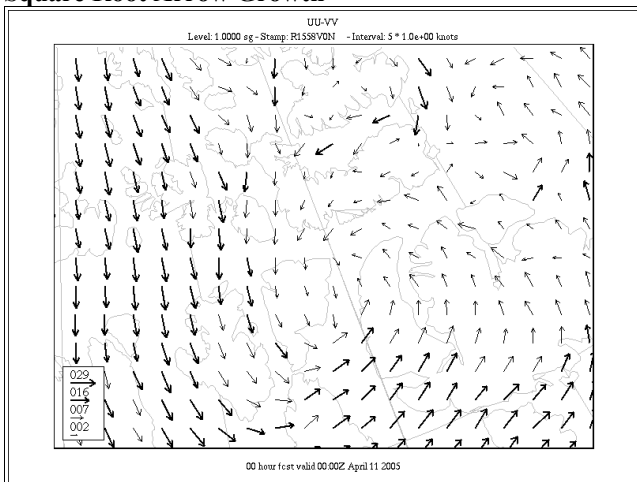 Square Root Arrow Growth
UU-VV
Level: 1.0000 sg - Stamp: R1558V0N - Interval: 5 * 1.0e+00 knots
029
016
007
002
00 hour fcst valid 00:00Z April 11 2005